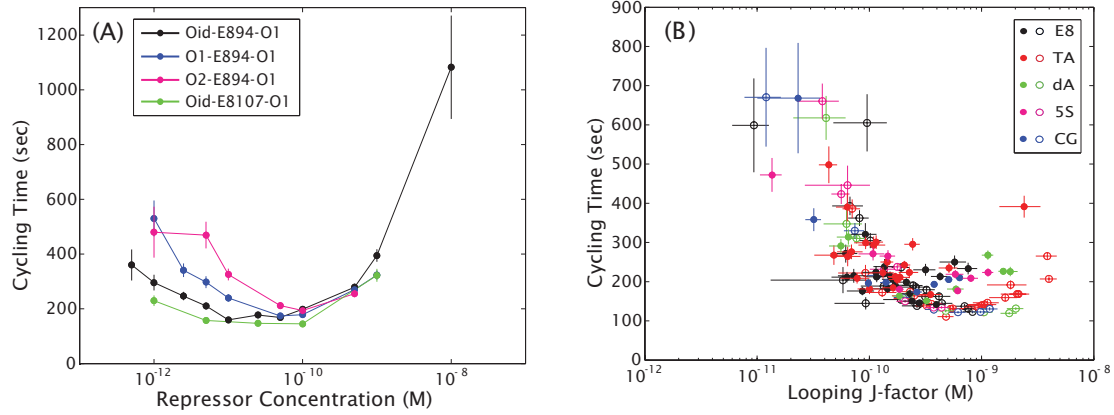 (A)
Oid-E894-O1
O1-E894-O1
O2-E894-O1
Oid-E8107-O1
Cycling Time (sec)
1200
1000
800
600
400
200
0
10⁻¹²
10⁻¹⁰
10⁻⁸
Repressor Concentration (M)
(B)
E8
TA
dA
5S
CG
Cycling Time (sec)
900
800
700
600
500
400
300
200
100
0
10⁻¹²
10⁻¹¹
10⁻¹⁰
10⁻⁹
10⁻⁸
Looping J-factor (M)